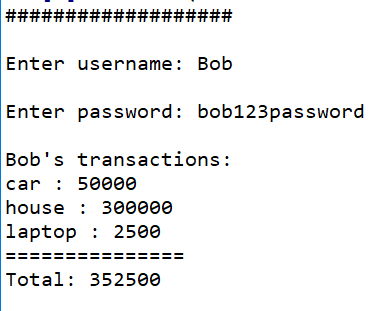 ###################
Enter username: Bob
Enter password: bob123password
Bob's transactions:
car : 50000
house : 300000
laptop : 2500
===============
Total: 352500